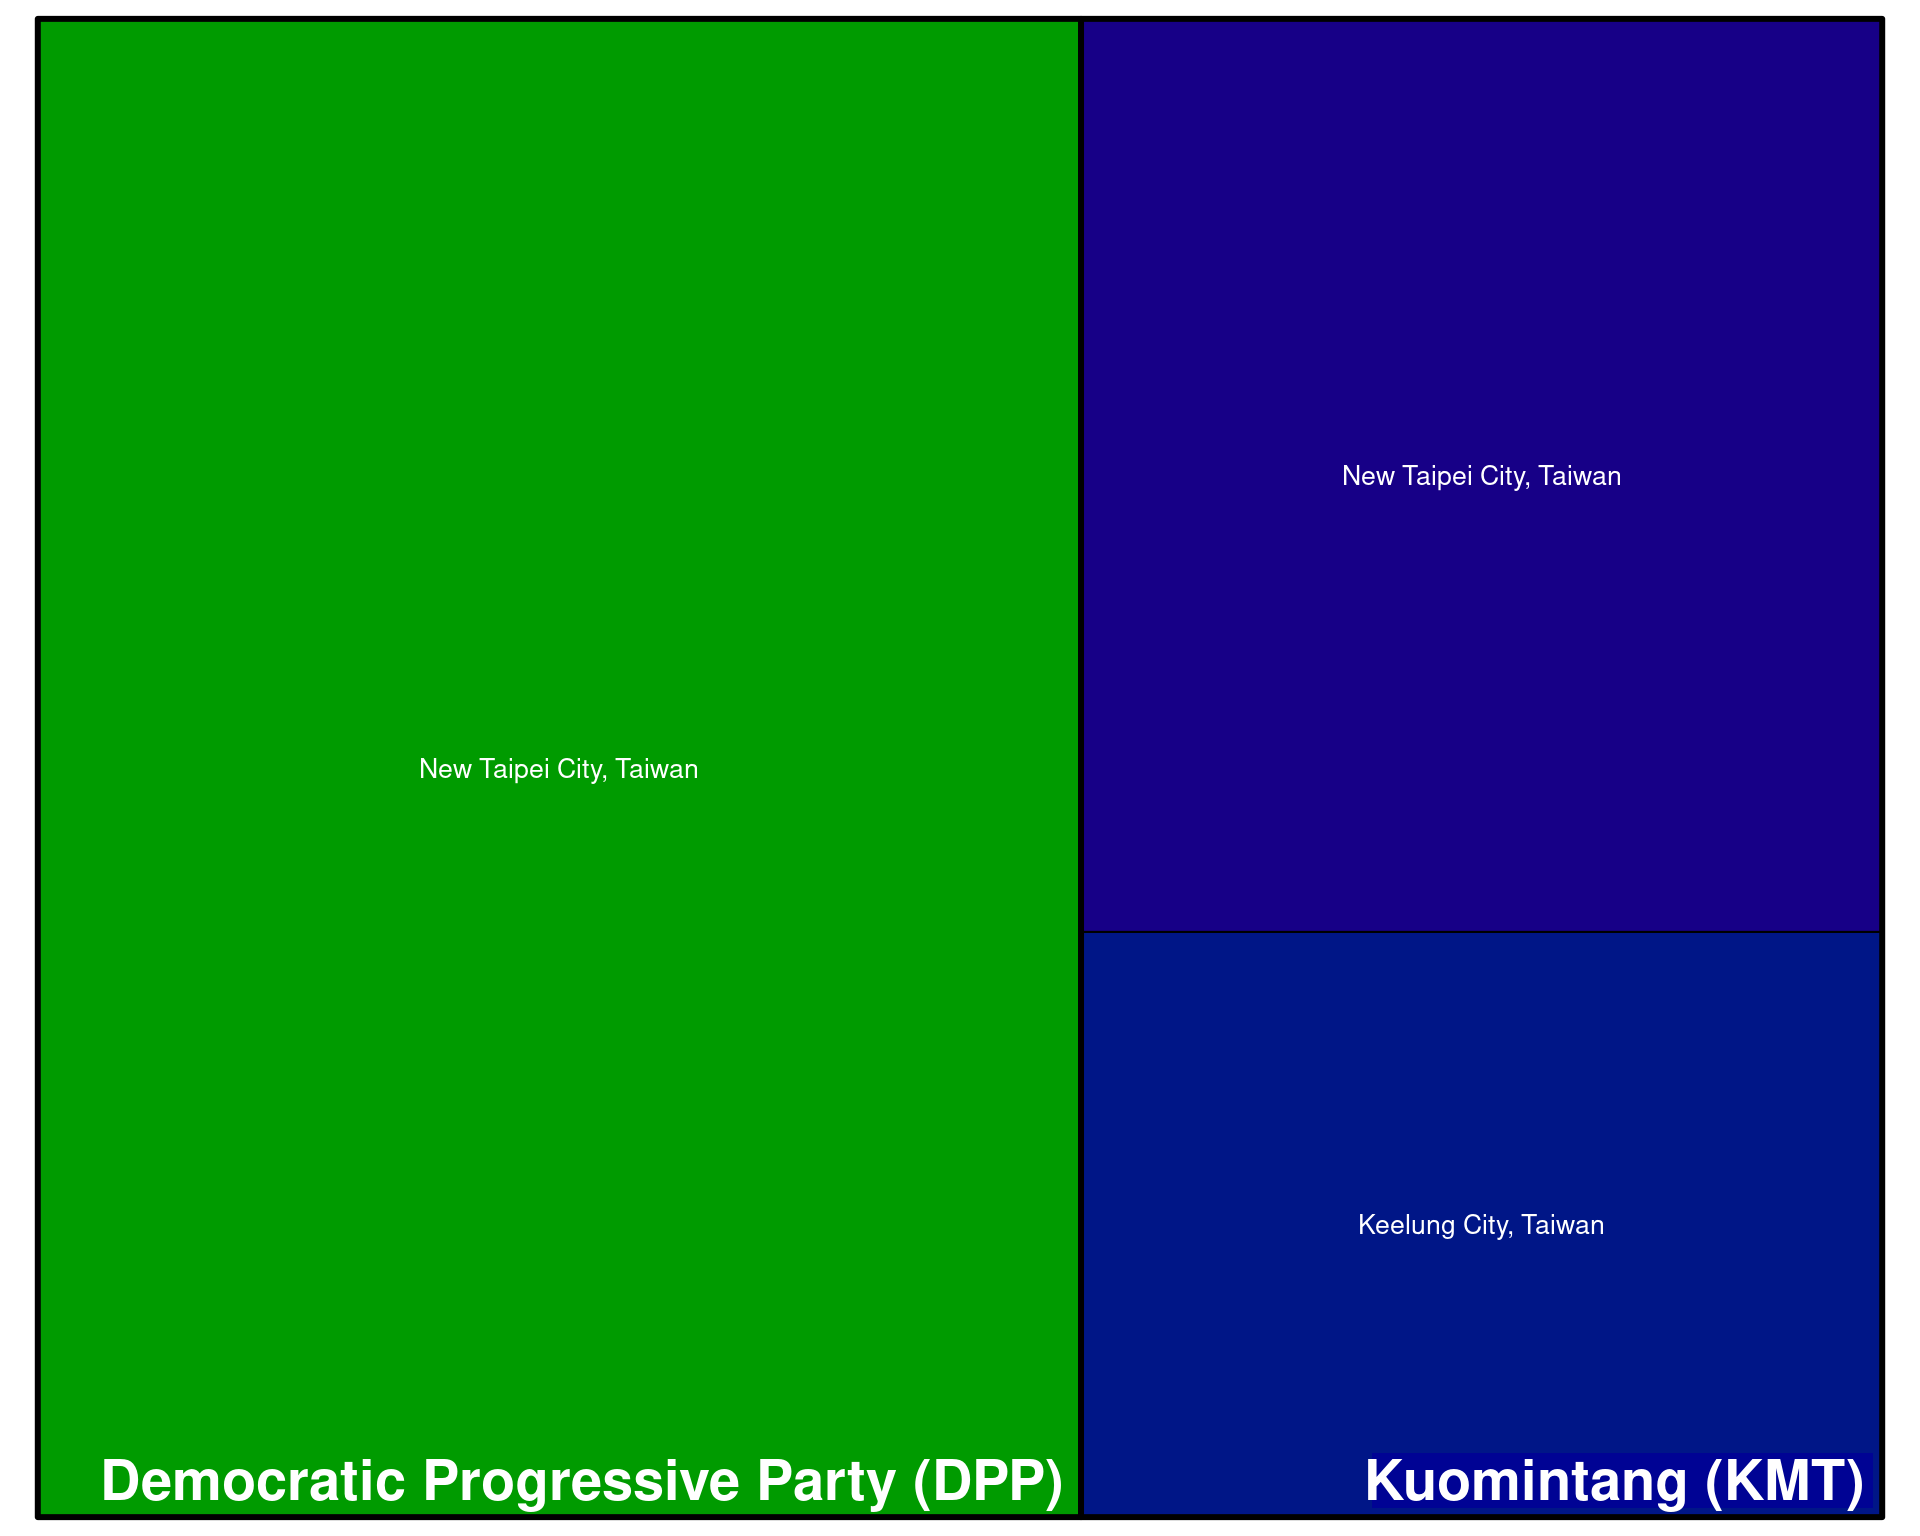 New Taipei City, Taiwan
Democratic Progressive Party (DPP)
New Taipei City, Taiwan
Keelung City, Taiwan
Kuomintang (KMT)